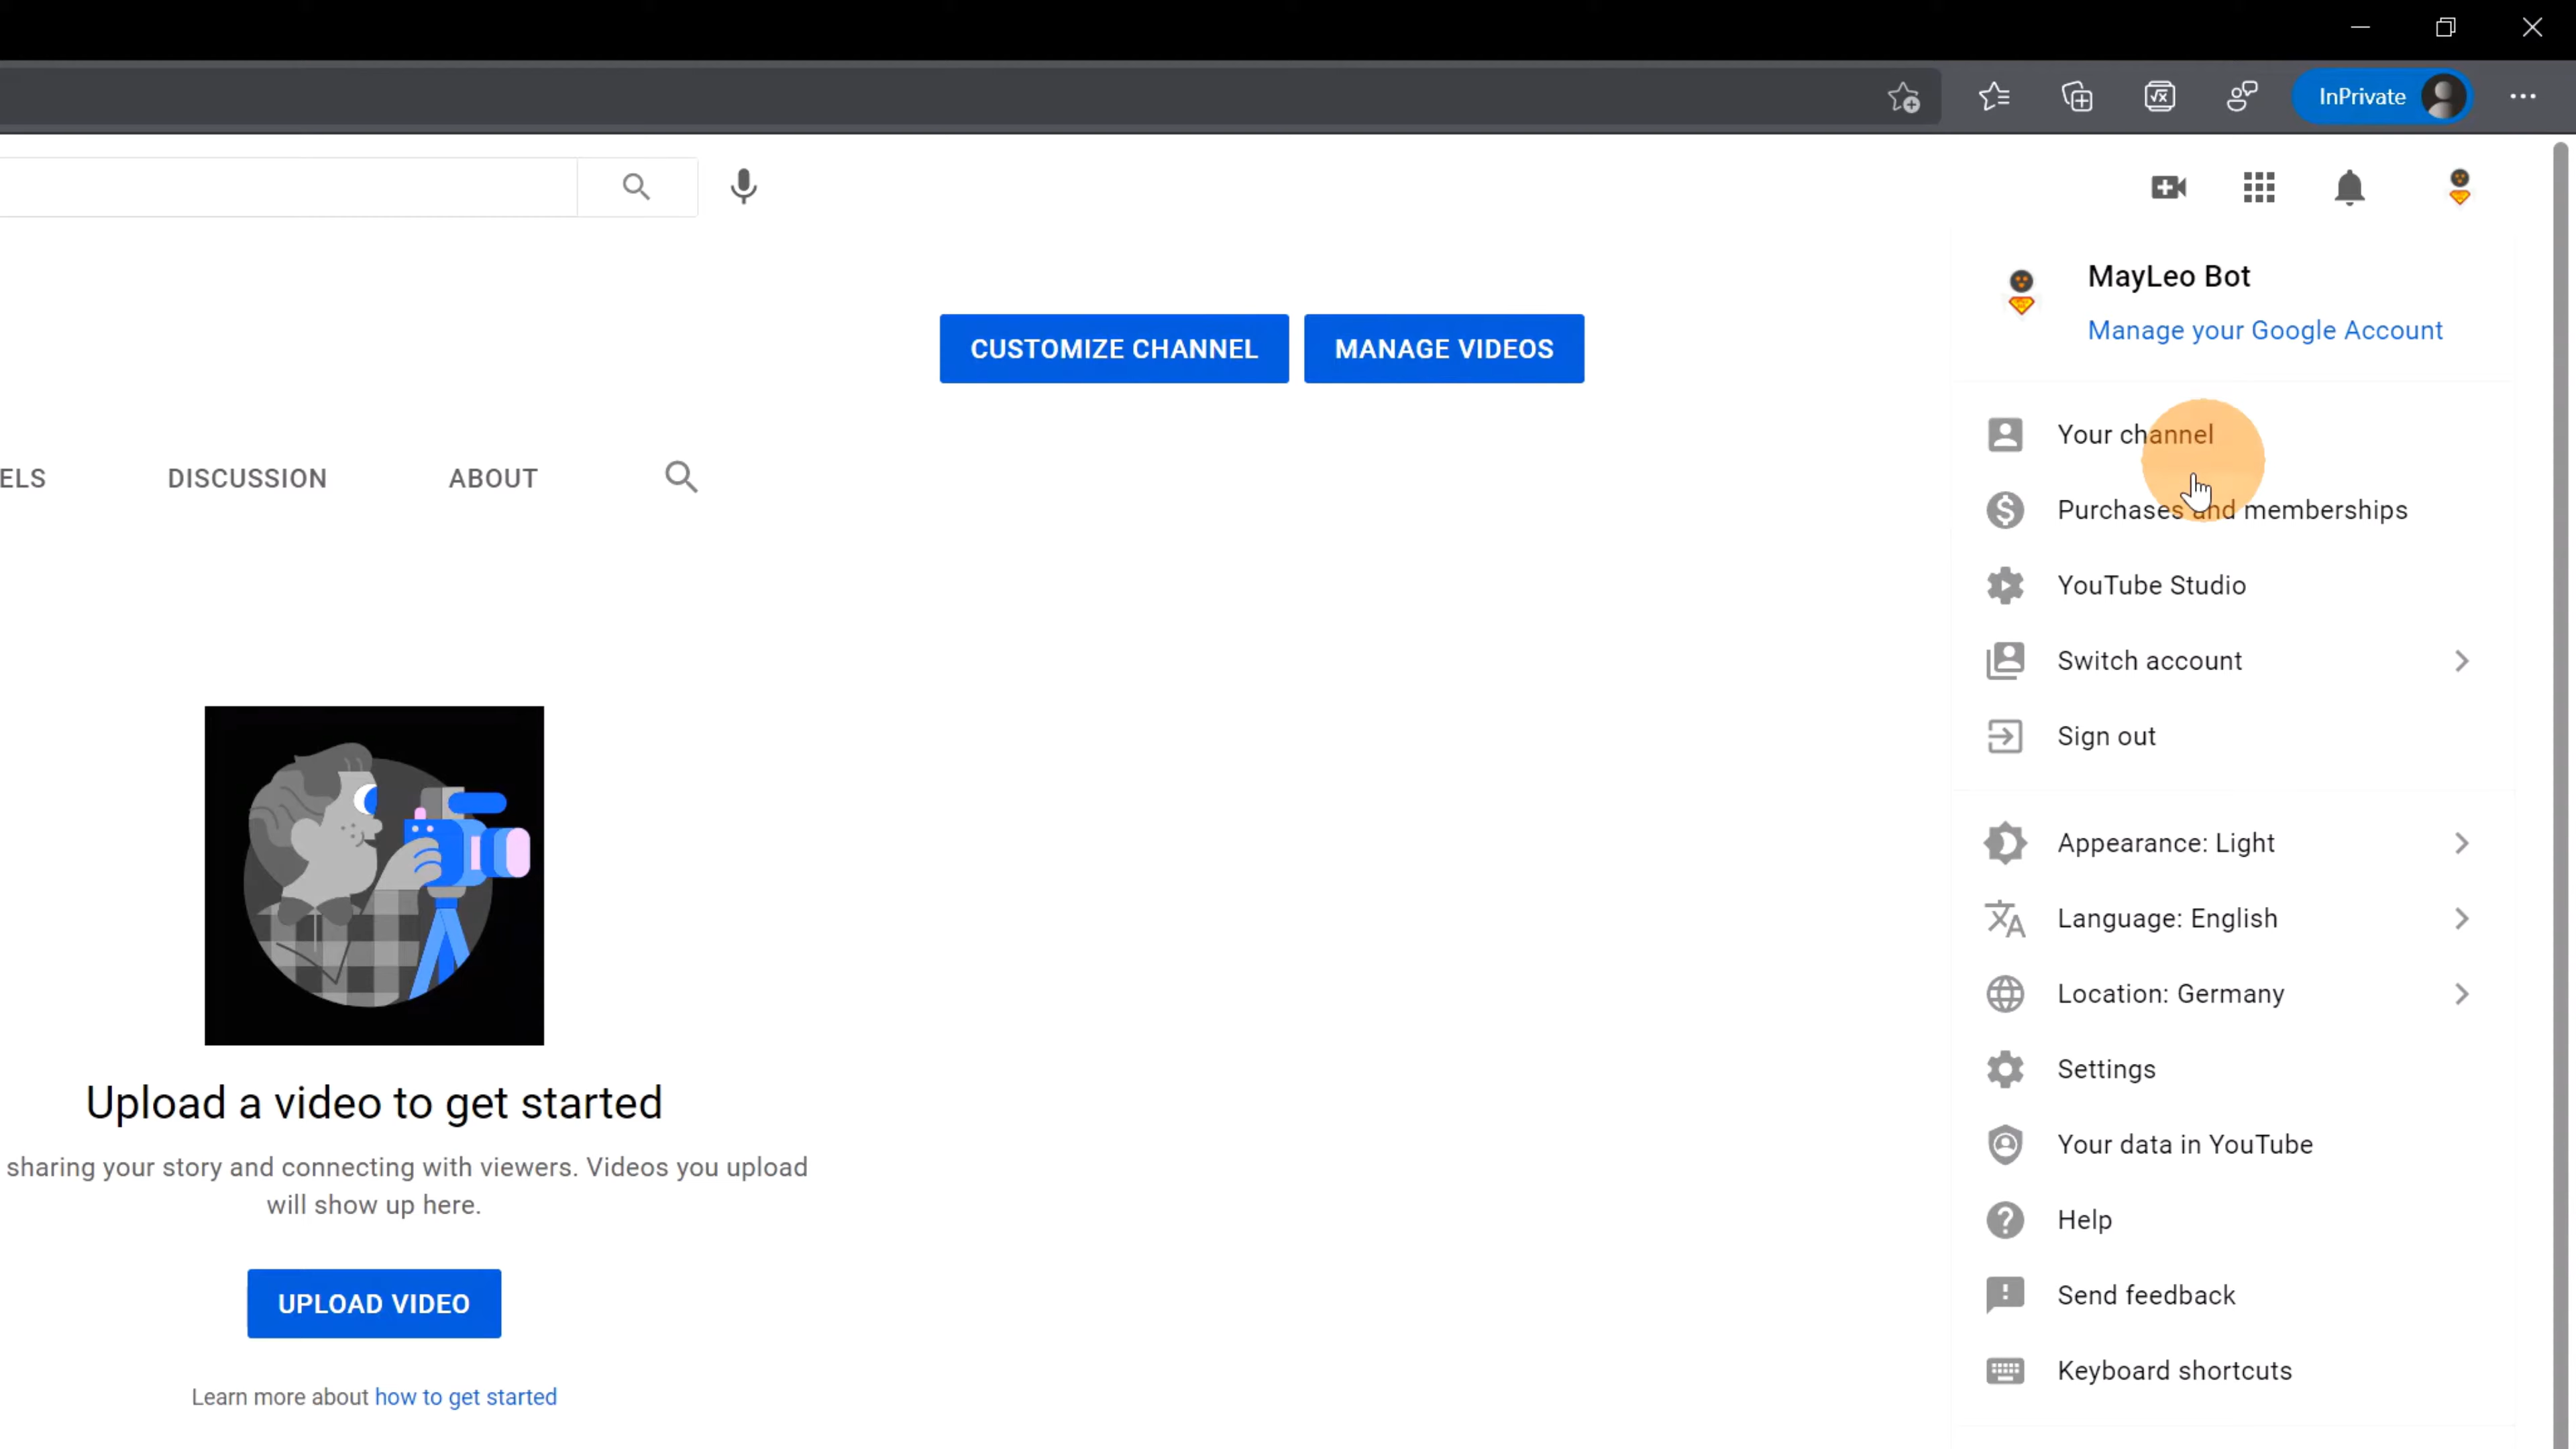 InPrivate
MayLeo Bot
Manage your Google Account
CUSTOMIZE CHANNEL
MANAGE VIDEOS
ELS
DISCUSSION
ABOUT
Your channel
Purchases and memberships
YouTube Studio
Switch account
Sign out
Appearance: Light
Language: English
Location: Germany
Settings
Your data in YouTube
Help
Send feedback
Keyboard shortcuts
Upload a video to get started
sharing your story and connecting with viewers. Videos you upload
will show up here.
UPLOAD VIDEO
Learn more about how to get started